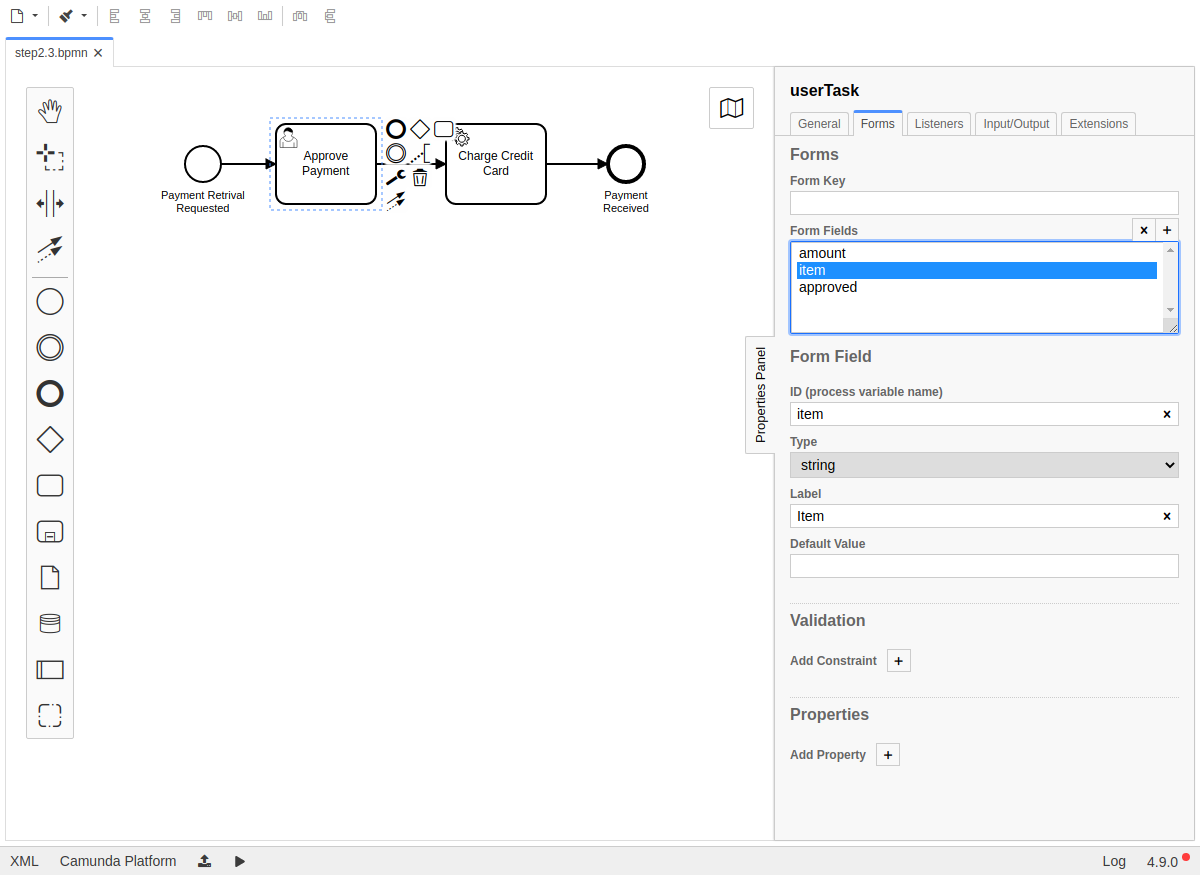 step2.3.bpmn
Payment Retrival
Requested
Approve
Payment
Charge Credit
Card
Payment
Received
Properties Panel
userTask
General
Forms
Listeners
Input/Output
Extensions
Forms
Form Key
Form Fields
amount
item
approved
Form Field
ID (process variable name)
item
Type
string
Label
Item
Default Value
Validation
Add Constraint
Properties
Add Property
XML
Camunda Platform
Log
4.9.0